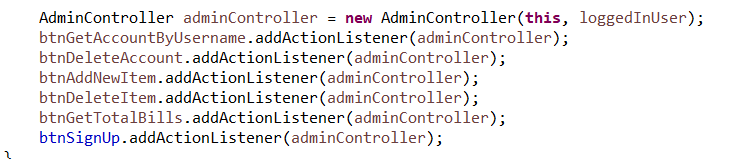 AdminController adminController = new AdminController(this, loggedInUser);
btnGetAccountByUsername.addActionListener(adminController);
btnDeleteAccount.addActionListener(adminController);
btnAddNewItem.addActionListener(adminController);
btnDeleteItem.addActionListener(adminController);
btnGetTotalBills.addActionListener(adminController);
btnSignUp.addActionListener(adminController);
}